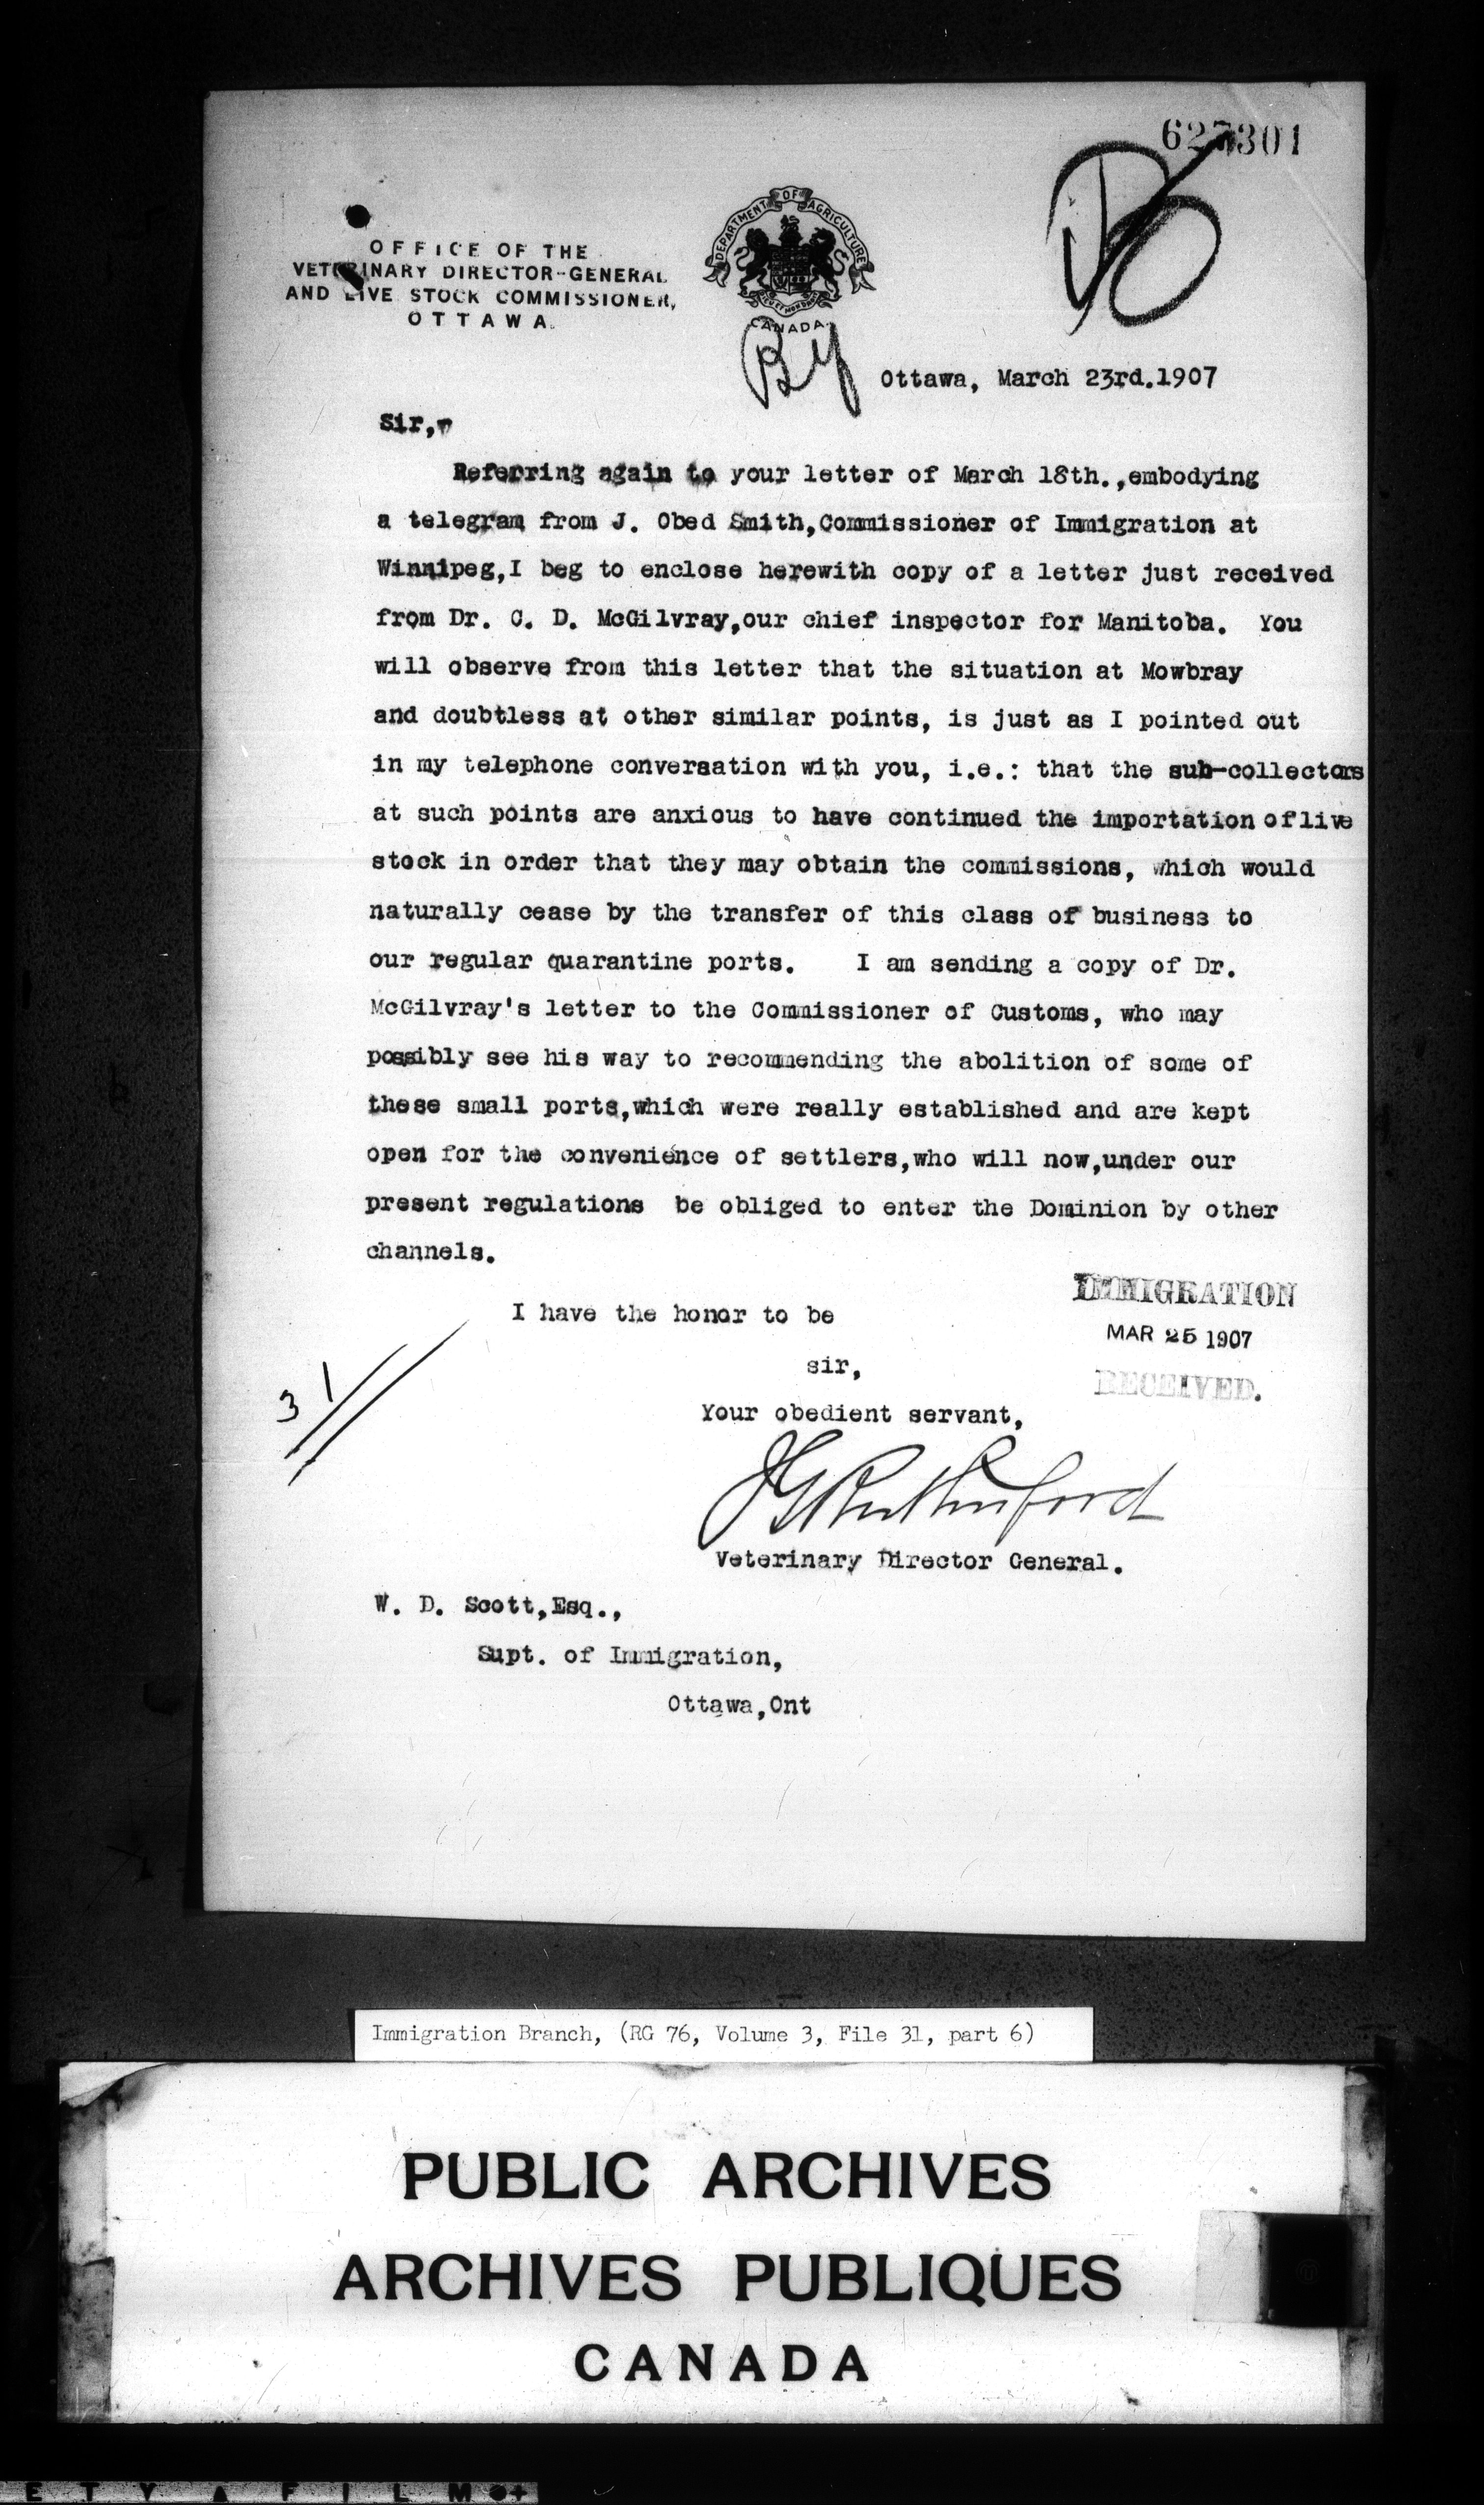 627301
DEPARTMENT OF AGRICULTURE
CANADA
OFFICE OF THE
VETERINARY DIRECTOR-GENERAL
AND LIVE STOCK COMMISSIONER,
OTTAWA.
By
Ottawa, March 23rd.1907
Sir,
Referring again to your letter of March 18th.,embodying
a telegram from J. Obed Smith,Commissioner of Immigration at
Winnipeg,I beg to enclose herewith copy of a letter just received
from Dr. C. D. McGilvray,our chief inspector for Manitoba. You
will observe from this letter that the situation at Mowbray
and doubtless at other similar points, is just as I pointed out
in my telephone conversation with you, i.e.: that the sub-collectors
at such points are anxious to have continued the importation of live
stock in order that they may obtain the commissions, which would
naturally cease by the transfer of this class of business to
our regular quarantine ports. I am sending a copy of Dr.
McGilvray's letter to the Commissioner of Customs, who may
possibly see his way to recommending the abolition of some of
these small ports,which were really established and are kept
open for the convenience of settlers,who will now,under our
present regulations be obliged to enter the Dominion by other
channels.
IMMIGRATION
MAR 25 1907
RECEIVED.
I have the honor to be
sir,
Your obedient servant,
31
JGRutherford
Veterinary Director General.
W. D. Scott,Esq.,
Supt. of Immigration,
Ottawa,Ont
Immigration Branch, (RG 76, Volume 3, File 31, part 6)
PUBLIC ARCHIVES
ARCHIVES PUBLIQUES
CANADA
ETY FILM